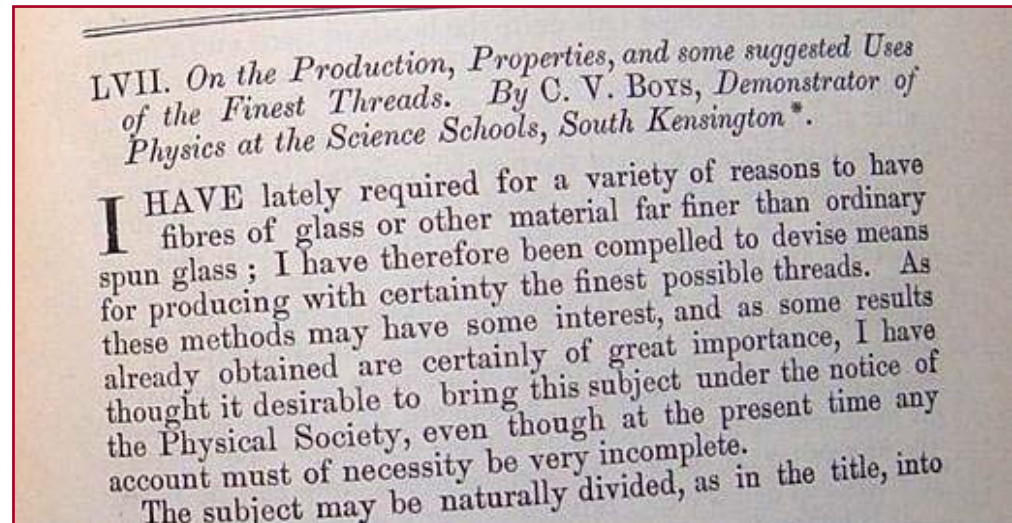 LVII. On the Production, Properties, and some suggested Uses
of the Finest Threads. By C. V. BOYS, Demonstrator of
Physics at the Science Schools, South Kensington*.
I HAVE lately required for a variety of reasons to have
fibres of glass or other material far finer than ordinary
spun glass; I have therefore been compelled to devise means
for producing with certainty the finest possible threads. As
these methods may have some interest, and as some results
already obtained are certainly of great importance, I have
thought it desirable to bring this subject under the notice of
the Physical Society, even though at the present time any
account must of necessity be very incomplete.
The subject may be naturally divided, as in the title, into